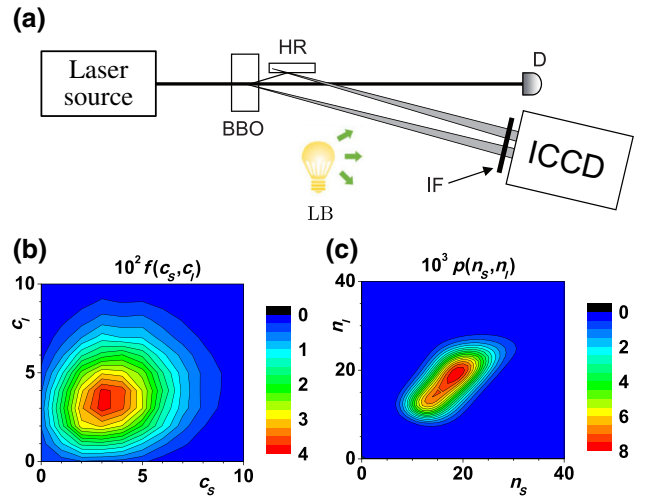 (a)
Laser source
BBO
HR
D
LB
IF
ICCD
(b)
10² f(c_S,c_I)
c_I
10
5
0
0
5
10
c_S
0
1
2
3
4
(c)
10³ p(n_S,n_I)
n_I
40
20
0
0
20
40
n_S
0
2
4
6
8